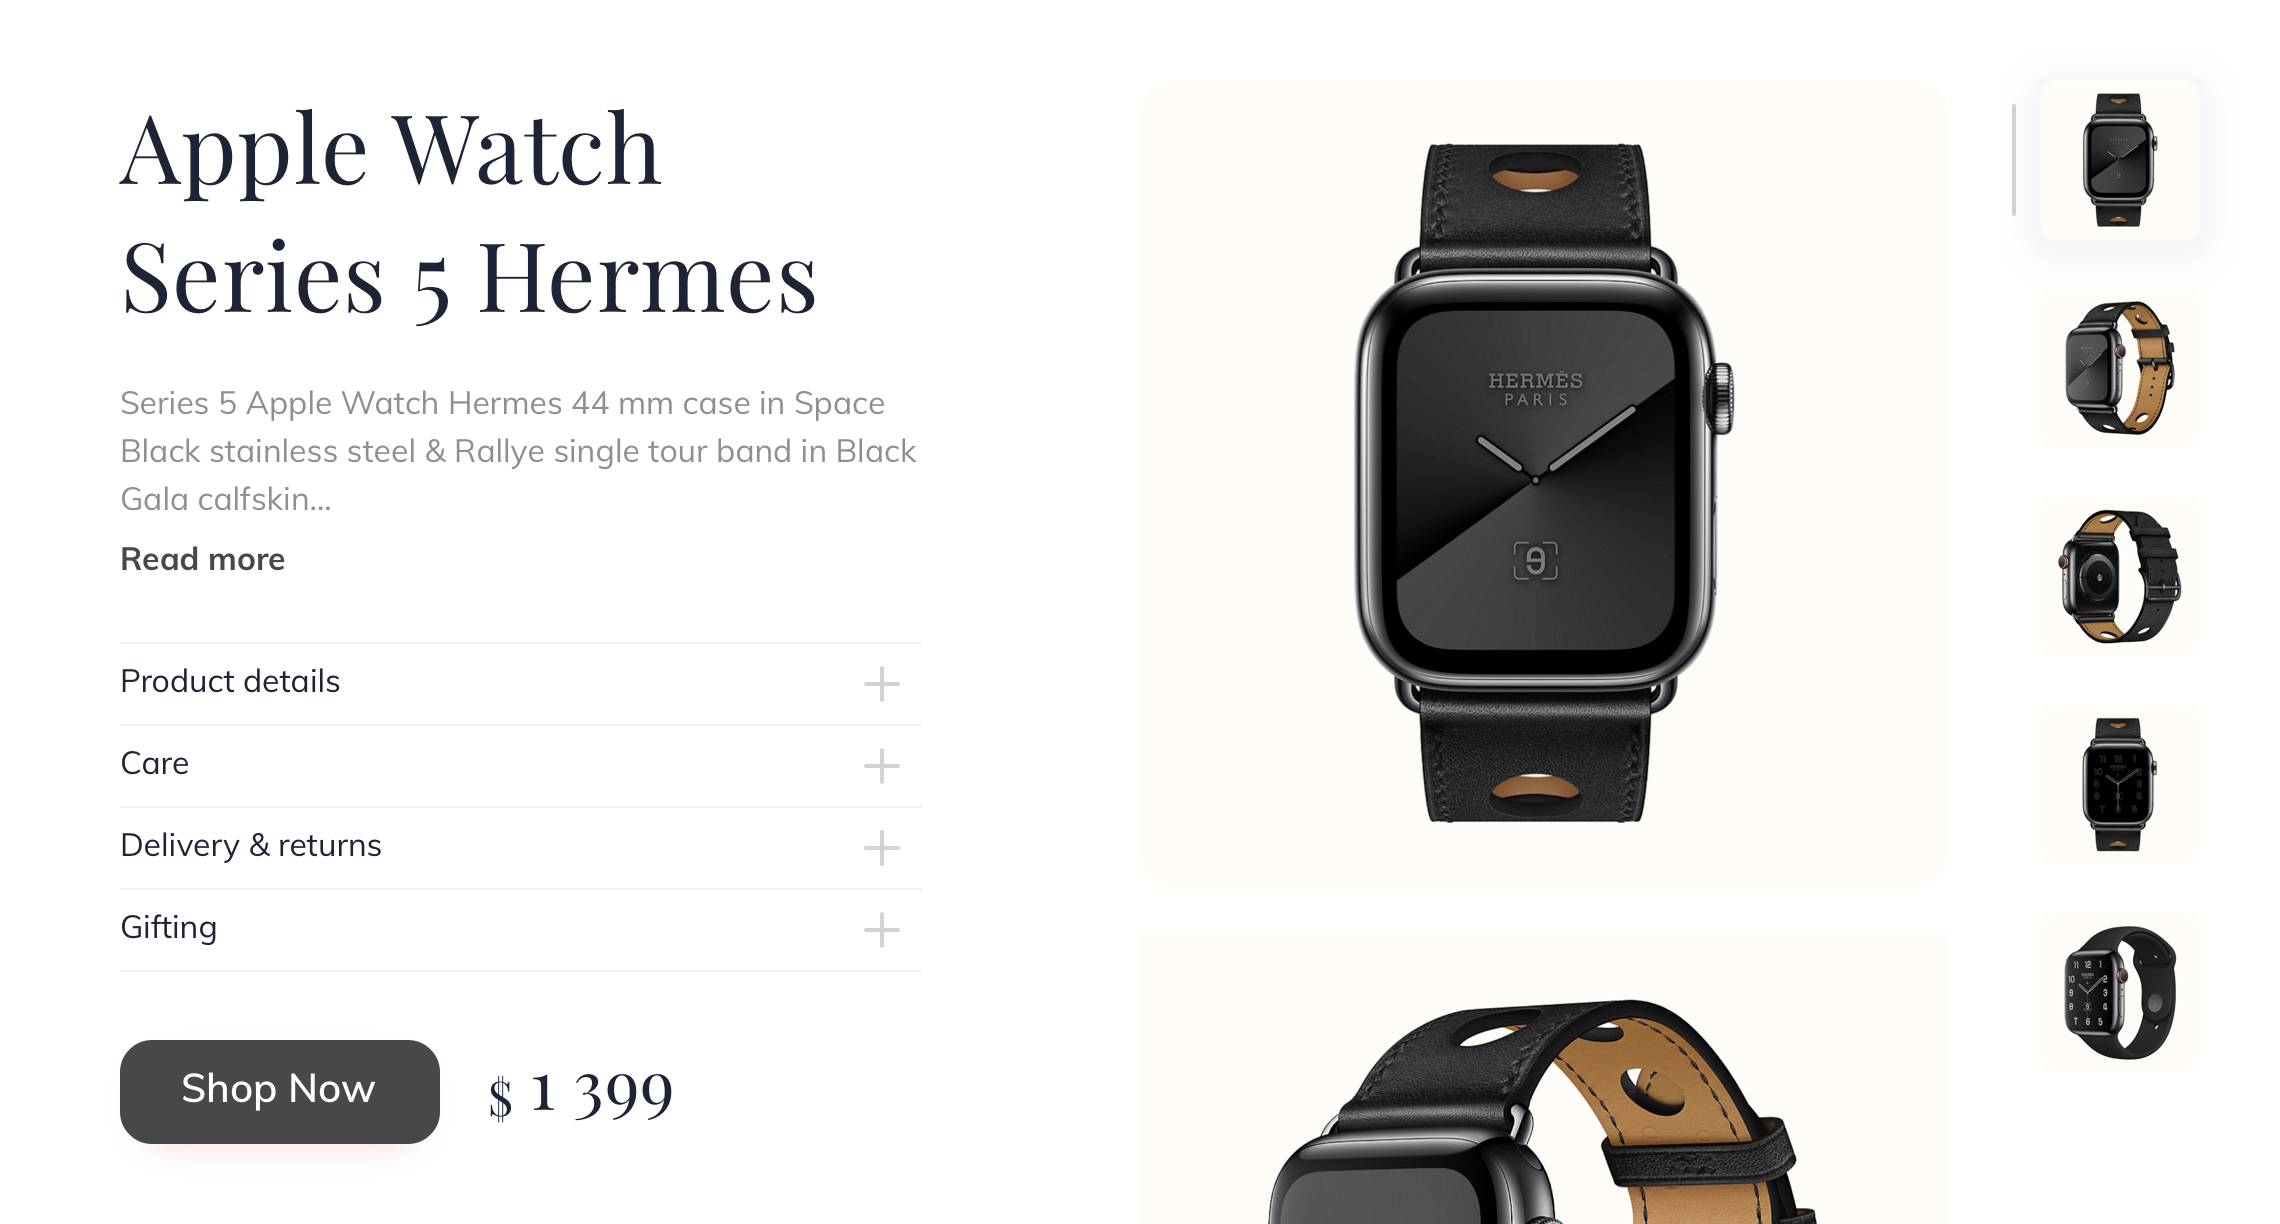 Apple Watch
Series 5 Hermes
Series 5 Apple Watch Hermes 44 mm case in Space
Black stainless steel & Rallye single tour band in Black
Gala calfskin...
Read more
Product details
Care
Delivery & returns
Gifting
Shop Now
$ 1 399
HERMÈS
PARIS